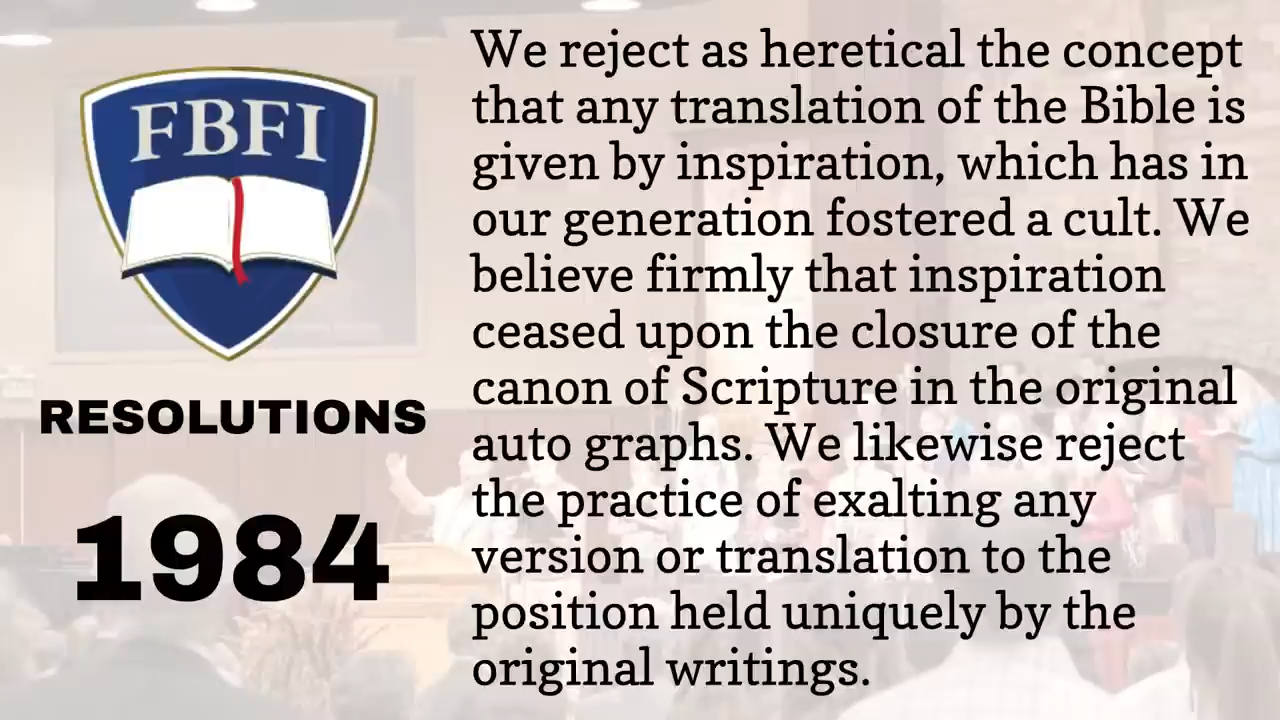 FBFI
RESOLUTIONS
1984
We reject as heretical the concept
that any translation of the Bible is
given by inspiration, which has in
our generation fostered a cult. We
believe firmly that inspiration
ceased upon the closure of the
canon of Scripture in the original
auto graphs. We likewise reject
the practice of exalting any
version or translation to the
position held uniquely by the
original writings.